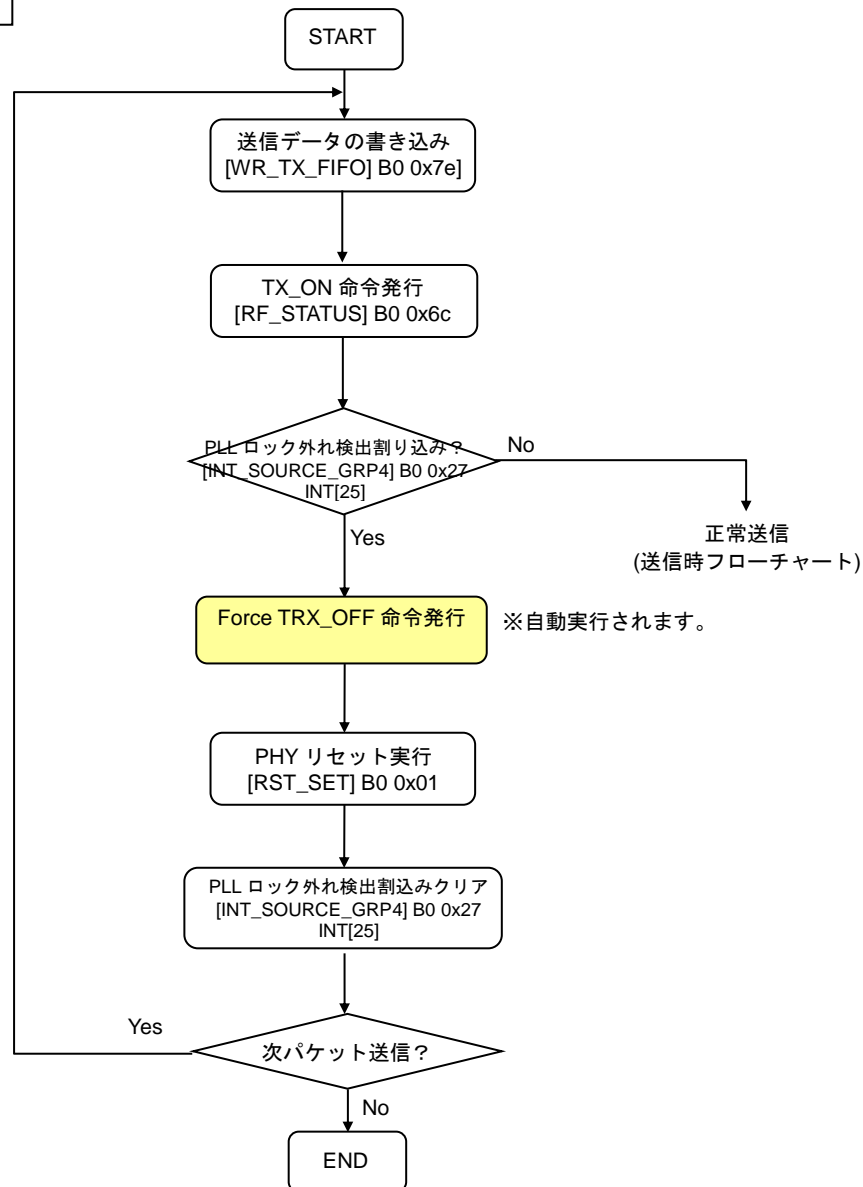 START
送信データの書き込み
[WR_TX_FIFO] B0 0x7e]
TX_ON 命令発行
[RF_STATUS] B0 0x6c
PLL ロック外れ検出割り込み？
[INT_SOURCE_GRP4] B0 0x27
INT[25]
No
正常送信
(送信時フローチャート)
Yes
Force TRX_OFF 命令発行
※自動実行されます。
PHY リセット実行
[RST_SET] B0 0x01
PLL ロック外れ検出割込みクリア
[INT_SOURCE_GRP4] B0 0x27
INT[25]
Yes
次パケット送信？
No
END